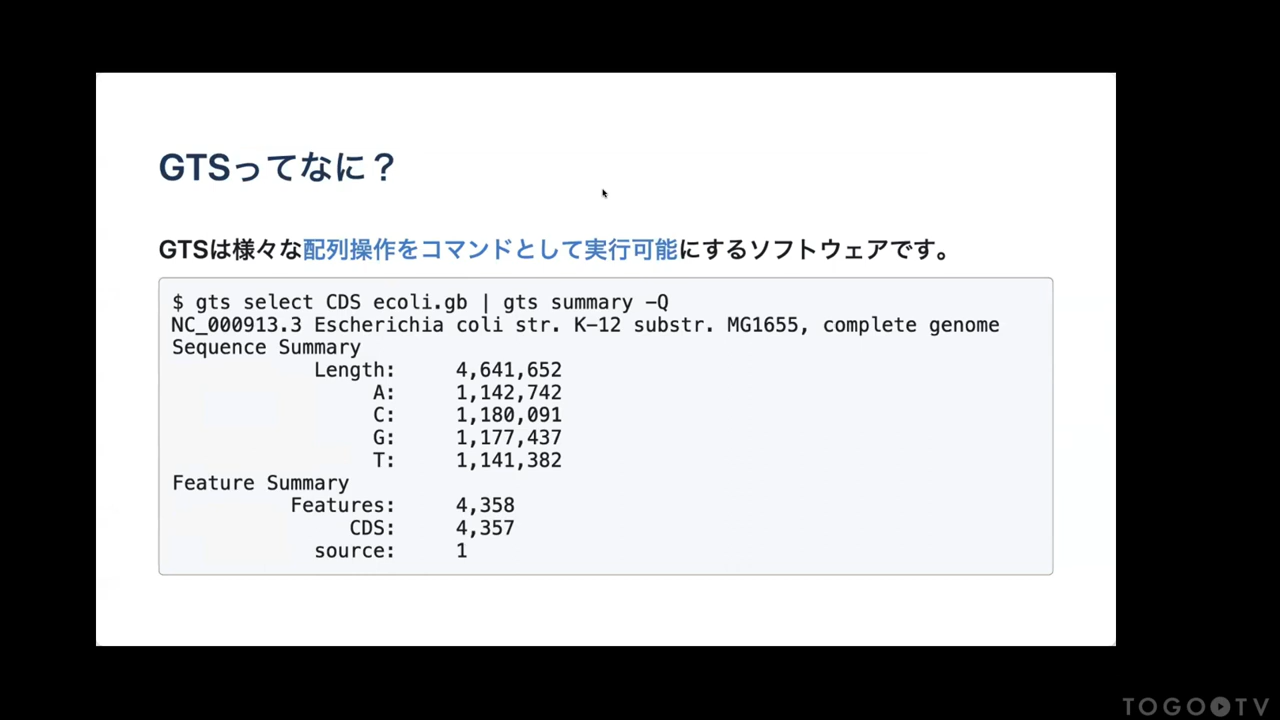 GTSってなに？
GTSは様々な配列操作をコマンドとして実行可能にするソフトウェアです。
$ gts select CDS ecoli.gb | gts summary -Q
NC_000913.3 Escherichia coli str. K-12 substr. MG1655, complete genome
Sequence Summary
Length: 4,641,652
A: 1,142,742
C: 1,180,091
G: 1,177,437
T: 1,141,382
Feature Summary
Features: 4,358
CDS: 4,357
source: 1
TOGO TV